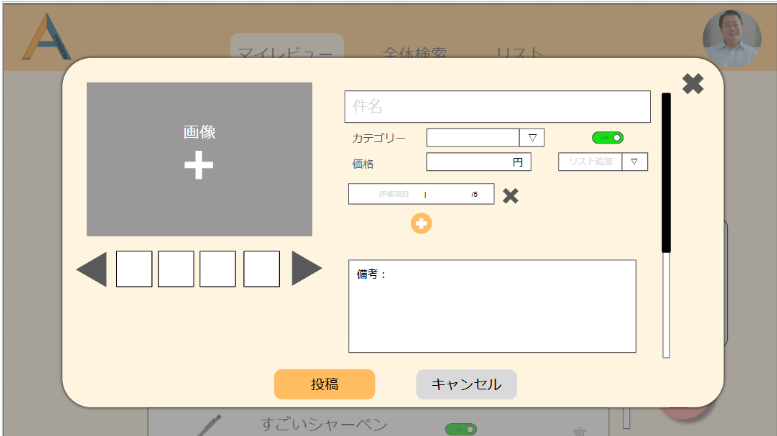 マイレビュー 全体検索 リスト
画像
件名
カテゴリー ▽
価格 円
リスト追加 ▽
評価項目 /5
備考：
投稿 キャンセル
すごいシャーペン